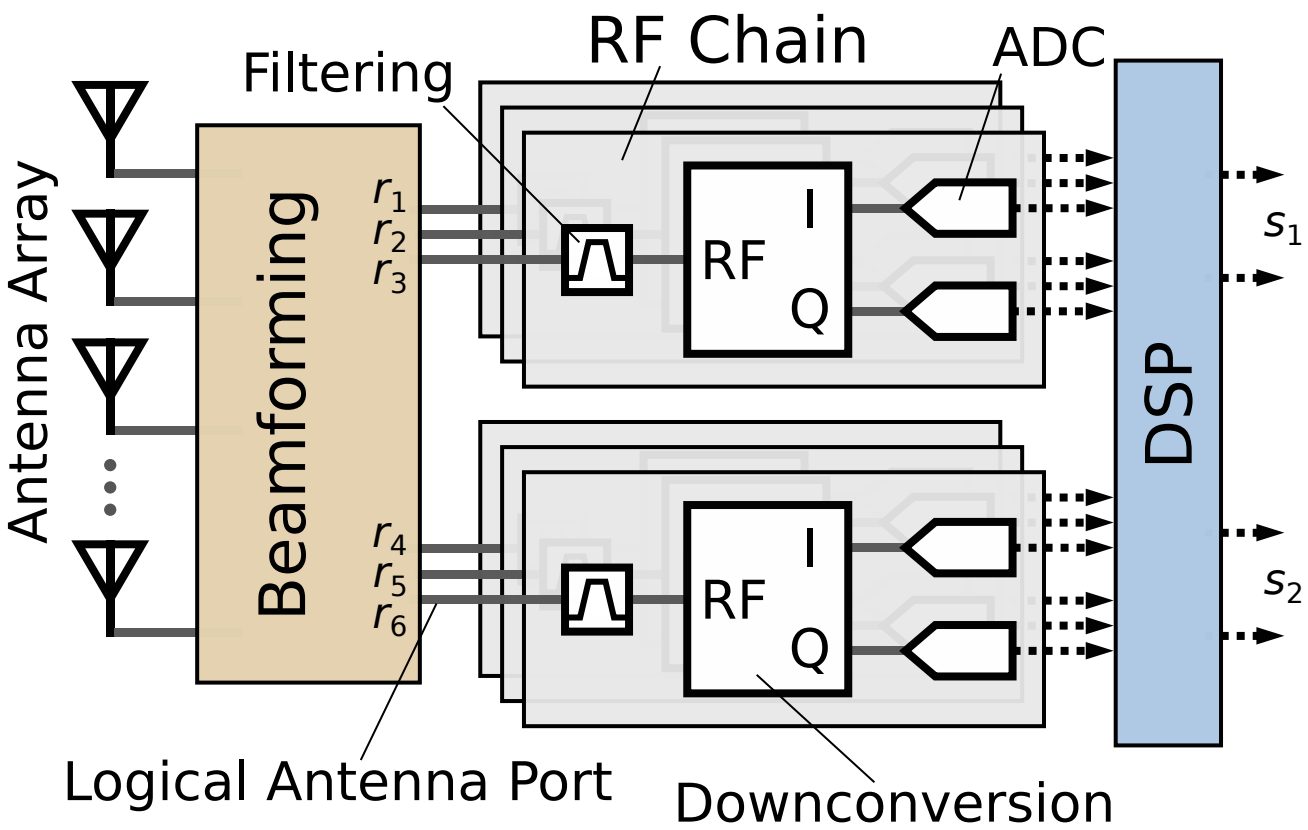 RF Chain
ADC
Filtering
Antenna Array
Beamforming
r1
r2
r3
I
RF
Q
DSP
s1
r4
r5
r6
I
RF
Q
s2
Logical Antenna Port
Downconversion